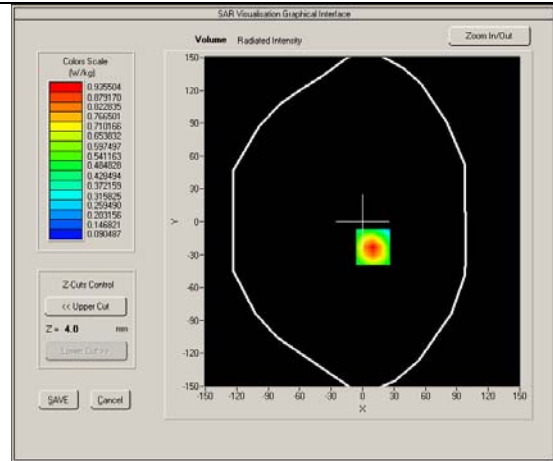 SAR Visualisation Graphical Interface
Volume Radiated Intensity
Zoom In/Out
Colors Scale
(W/kg)
0.935504
0.879170
0.822835
0.766501
0.710166
0.653832
0.597497
0.541163
0.484828
0.428494
0.372159
0.315825
0.259490
0.203156
0.146821
0.090487
Z-Cuts Control
<< Upper Cut
Z = 4.0 mm
Lower Cut >>
SAVE Cancel
150
120
90
60
30
0
-30
-60
-90
-120
-150
Y
-150 -120 -90 -60 -30 0 30 60 90 120 150
X